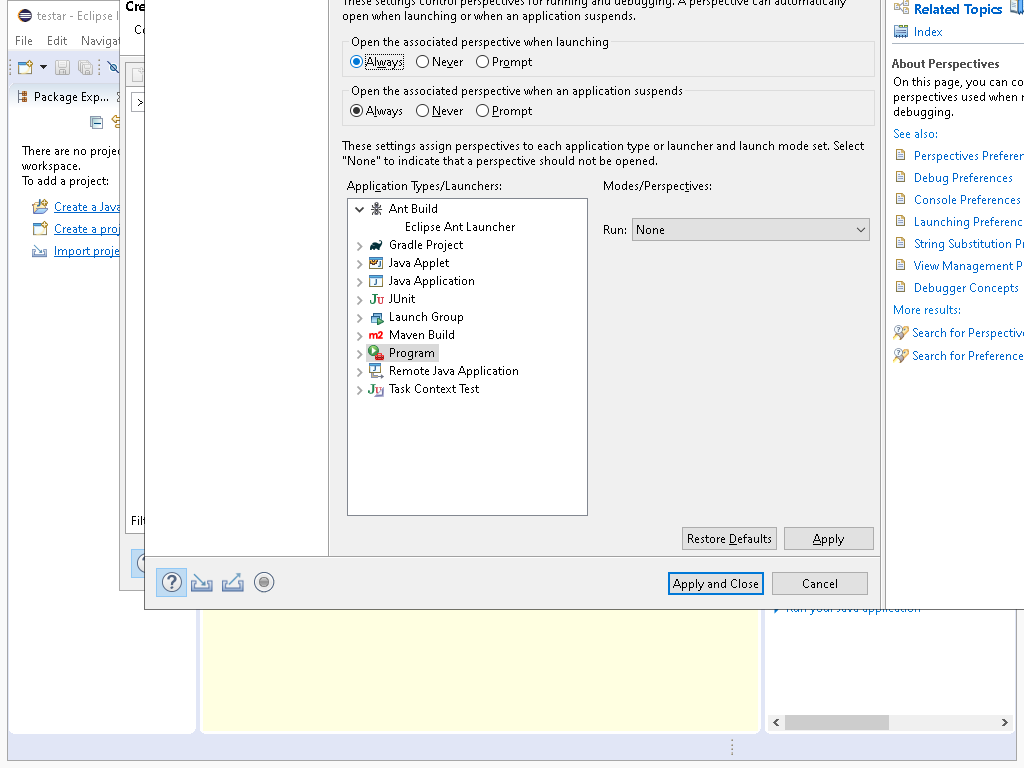 testar - Eclipse I
File Edit Navigat
Package Exp...
There are no proje
workspace.
To add a project:
Create a Java
Create a proj
Import proje
Cre
Filt
These settings control perspectives for running and debugging. A perspective can automatically
open when launching or when an application suspends.
Open the associated perspective when launching
Always Never Prompt
Open the associated perspective when an application suspends
Always Never Prompt
These settings assign perspectives to each application type or launcher and launch mode set. Select
"None" to indicate that a perspective should not be opened.
Application Types/Launchers:
Modes/Perspectives:
Ant Build
Eclipse Ant Launcher
Gradle Project
Java Applet
Java Application
JUnit
Launch Group
Maven Build
Program
Remote Java Application
Task Context Test
Run: None
Restore Defaults Apply
Apply and Close Cancel
Related Topics
Index
About Perspectives
On this page, you can co
perspectives used when r
debugging.
See also:
Perspectives Preferen
Debug Preferences
Console Preferences
Launching Preferenc
String Substitution P
View Management P
Debugger Concepts
More results:
Search for Perspective
Search for Preference
Run your Java application